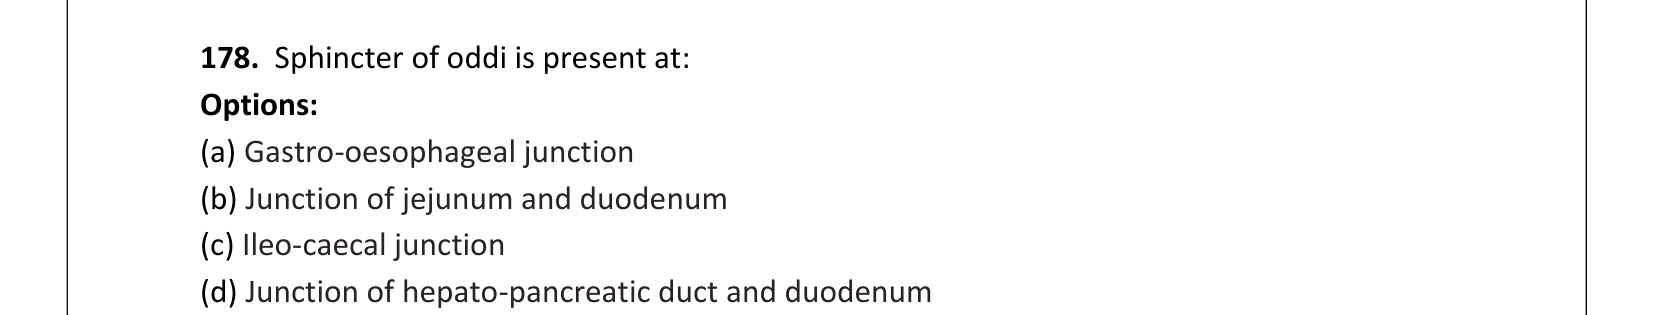 178. Sphincter of oddi is present at:
Options:
(a) Gastro-oesophageal junction
(b) Junction of jejunum and duodenum
(c) Ileo-caecal junction
(d) Junction of hepato-pancreatic duct and duodenum